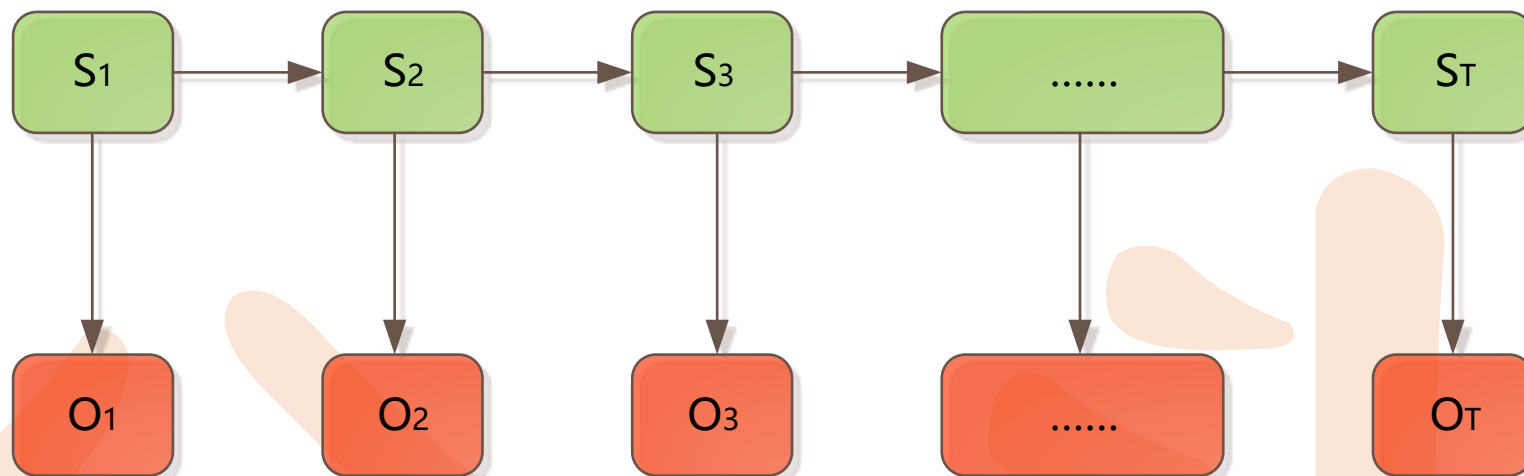 S1 S2 S3 ...... ST
O1 O2 O3 ...... OT